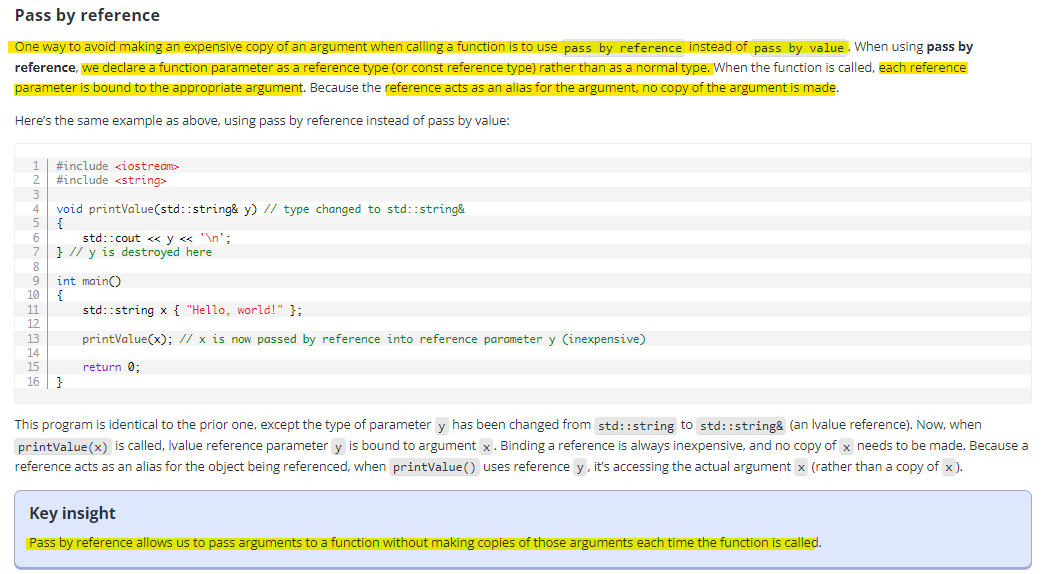 Pass by reference
One way to avoid making an expensive copy of an argument when calling a function is to use pass by reference instead of pass by value. When using pass by
reference, we declare a function parameter as a reference type (or const reference type) rather than as a normal type. When the function is called, each reference
parameter is bound to the appropriate argument. Because the reference acts as an alias for the argument, no copy of the argument is made.
Here's the same example as above, using pass by reference instead of pass by value:
1 #include <iostream>
2 #include <string>
3
4 void printValue(std::string& y) // type changed to std::string&
5 {
6     std::cout << y << '\n';
7 } // y is destroyed here
8
9 int main()
10 {
11     std::string x { "Hello, world!" };
12
13     printValue(x); // x is now passed by reference into reference parameter y (inexpensive)
14
15     return 0;
16 }
This program is identical to the prior one, except the type of parameter y has been changed from std::string to std::string& (an lvalue reference). Now, when
printValue(x) is called, lvalue reference parameter y is bound to argument x. Binding a reference is always inexpensive, and no copy of x needs to be made. Because a
reference acts as an alias for the object being referenced, when printValue() uses reference y, it's accessing the actual argument x (rather than a copy of x).
Key insight
Pass by reference allows us to pass arguments to a function without making copies of those arguments each time the function is called.